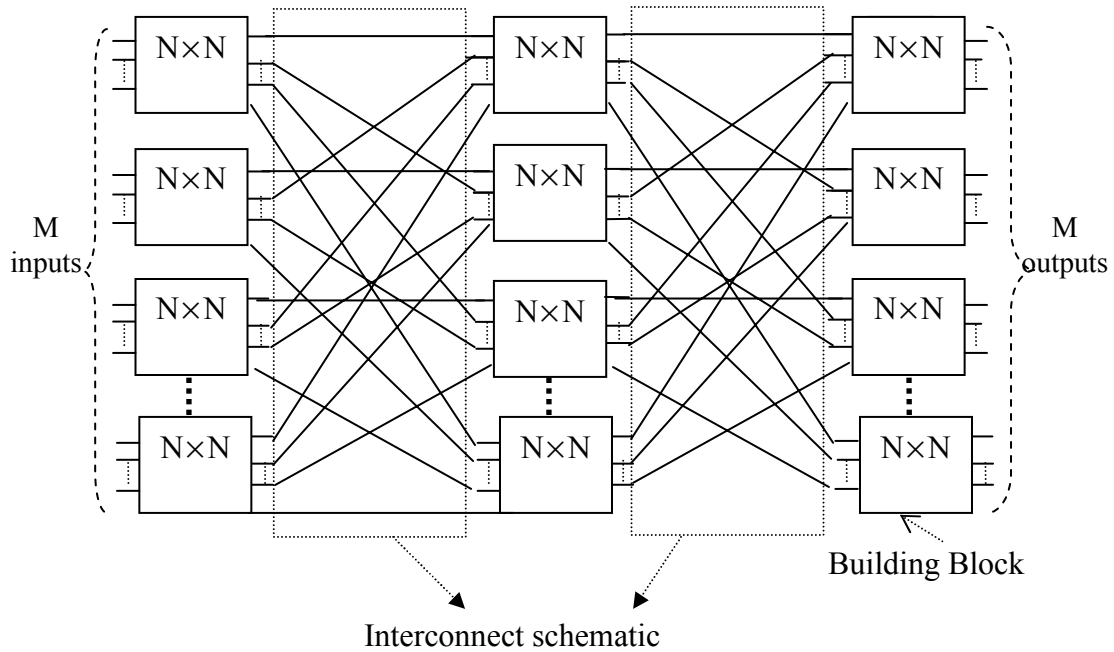 N×N N×N N×N
N×N N×N N×N
M
inputs
M
outputs
N×N N×N N×N
N×N N×N N×N
Building Block
Interconnect schematic